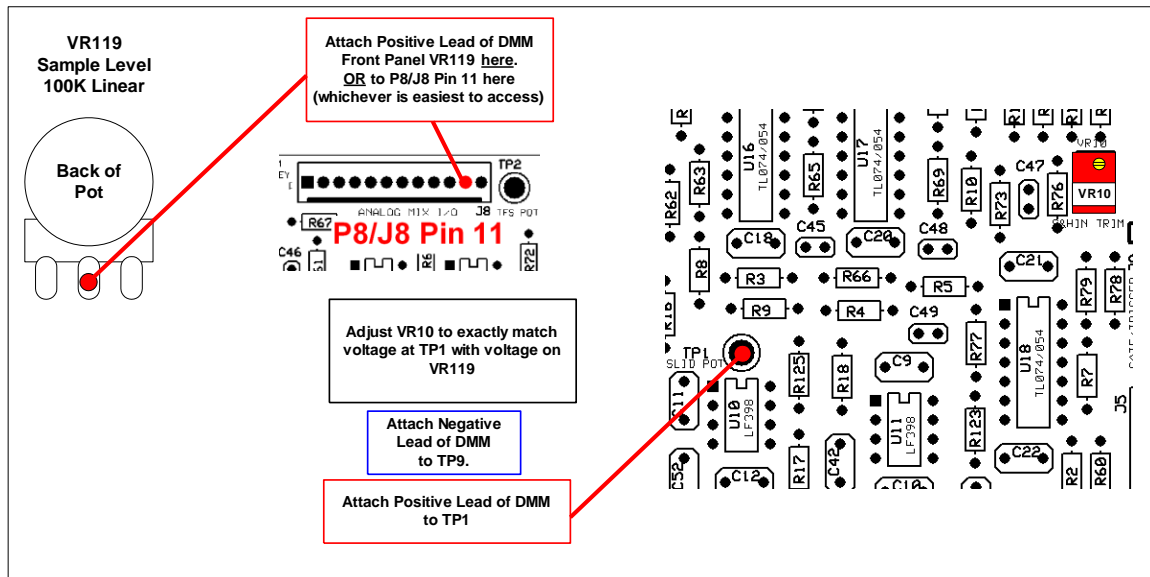 VR119
Sample Level
100K Linear
Back of
Pot
Attach Positive Lead of DMM
Front Panel VR119 here.
OR to P8/J8 Pin 11 here
(whichever is easiest to access)
TP2
ANALOG MIX I/O
J8
TFS POT
R67
P8/J8 Pin 11
C46
R6
R72
Adjust VR10 to exactly match
voltage at TP1 with voltage on
VR119
Attach Negative
Lead of DMM
to TP9.
Attach Positive Lead of DMM
to TP1
U16
TL074/054
U17
TL074/054
R62
R63
R65
R69
R10
R73
C47
R76
VR10
VR10
S&HIN TRIM
R8
C18
C45
C20
C48
C21
R3
R66
R5
R79
R78
R9
R4
C49
R77
U18
TL074/054
TP1
SLID POT
R125
R18
C9
R7
C11
U10
LF398
U11
LF398
R123
J5
C52
C12
R17
C42
C10
C22
R2
R60